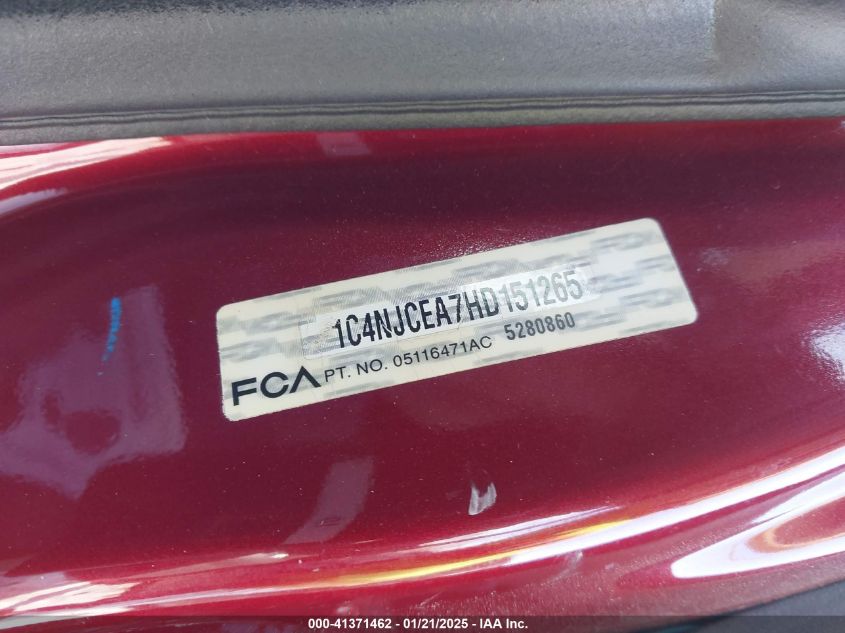 1C4NJCEA7HD151265
FCA PT. NO. 05116471AC 5280860
000-41371462 - 01/21/2025 - IAA Inc.